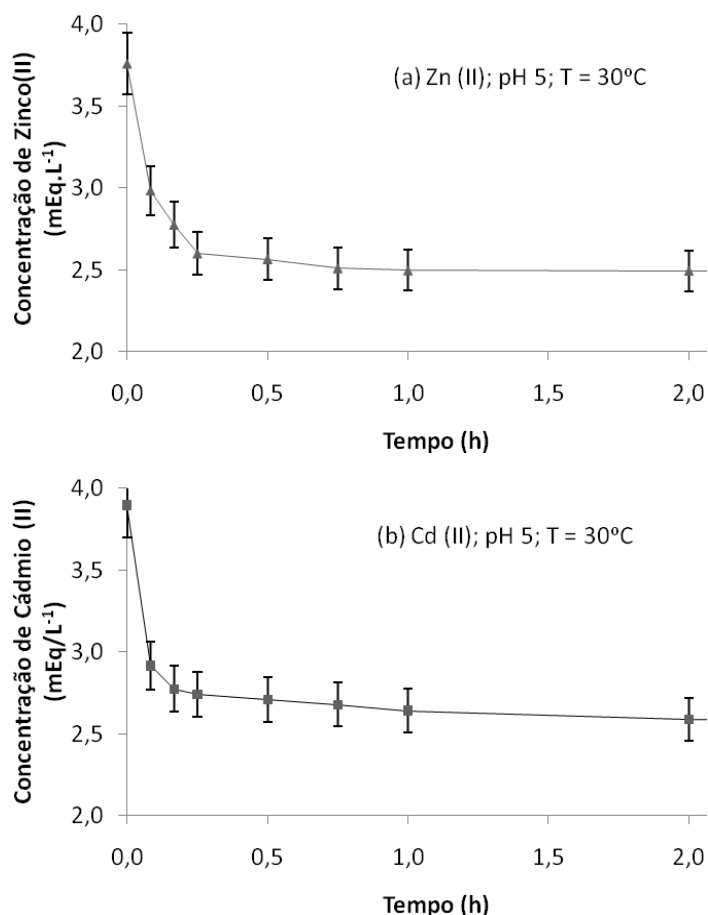 4,0
3,5
3,0
2,5
2,0
Concentração de Zinco(II)
(mEq.L⁻¹)
(a) Zn (II); pH 5; T = 30ºC
0,0 0,5 1,0 1,5 2,0
Tempo (h)
4,0
3,5
3,0
2,5
2,0
Concentração de Cádmio (II)
(mEq/L⁻¹)
(b) Cd (II); pH 5; T = 30ºC
0,0 0,5 1,0 1,5 2,0
Tempo (h)